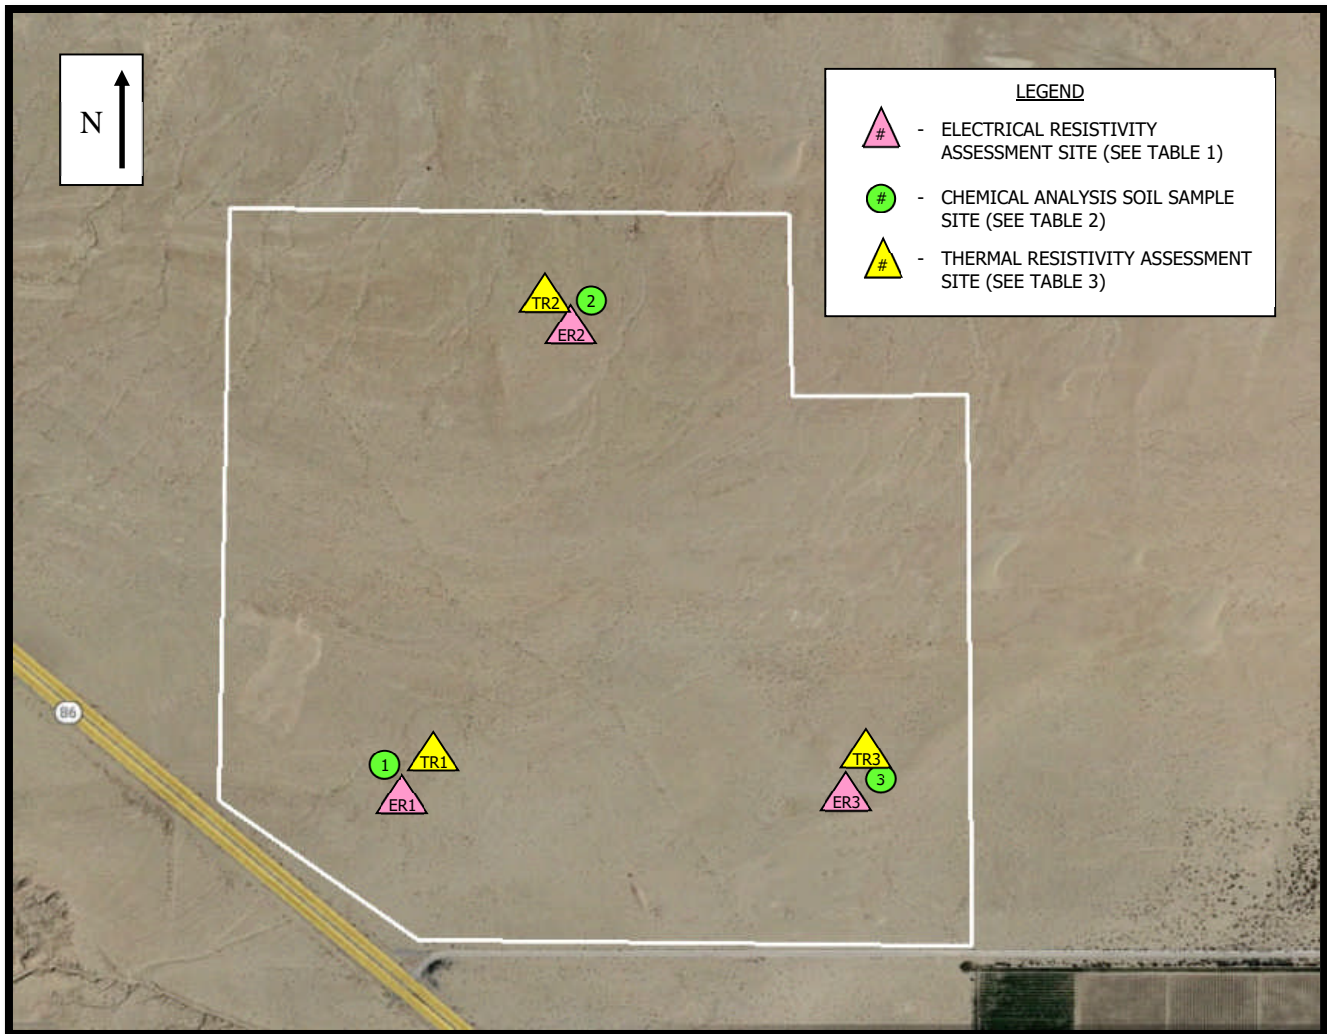 N
LEGEND
# - ELECTRICAL RESISTIVITY
ASSESSMENT SITE (SEE TABLE 1)
# - CHEMICAL ANALYSIS SOIL SAMPLE
SITE (SEE TABLE 2)
# - THERMAL RESISTIVITY ASSESSMENT
SITE (SEE TABLE 3)
TR2
2
ER2
86
1
TR1
ER1
TR3
3
ER3